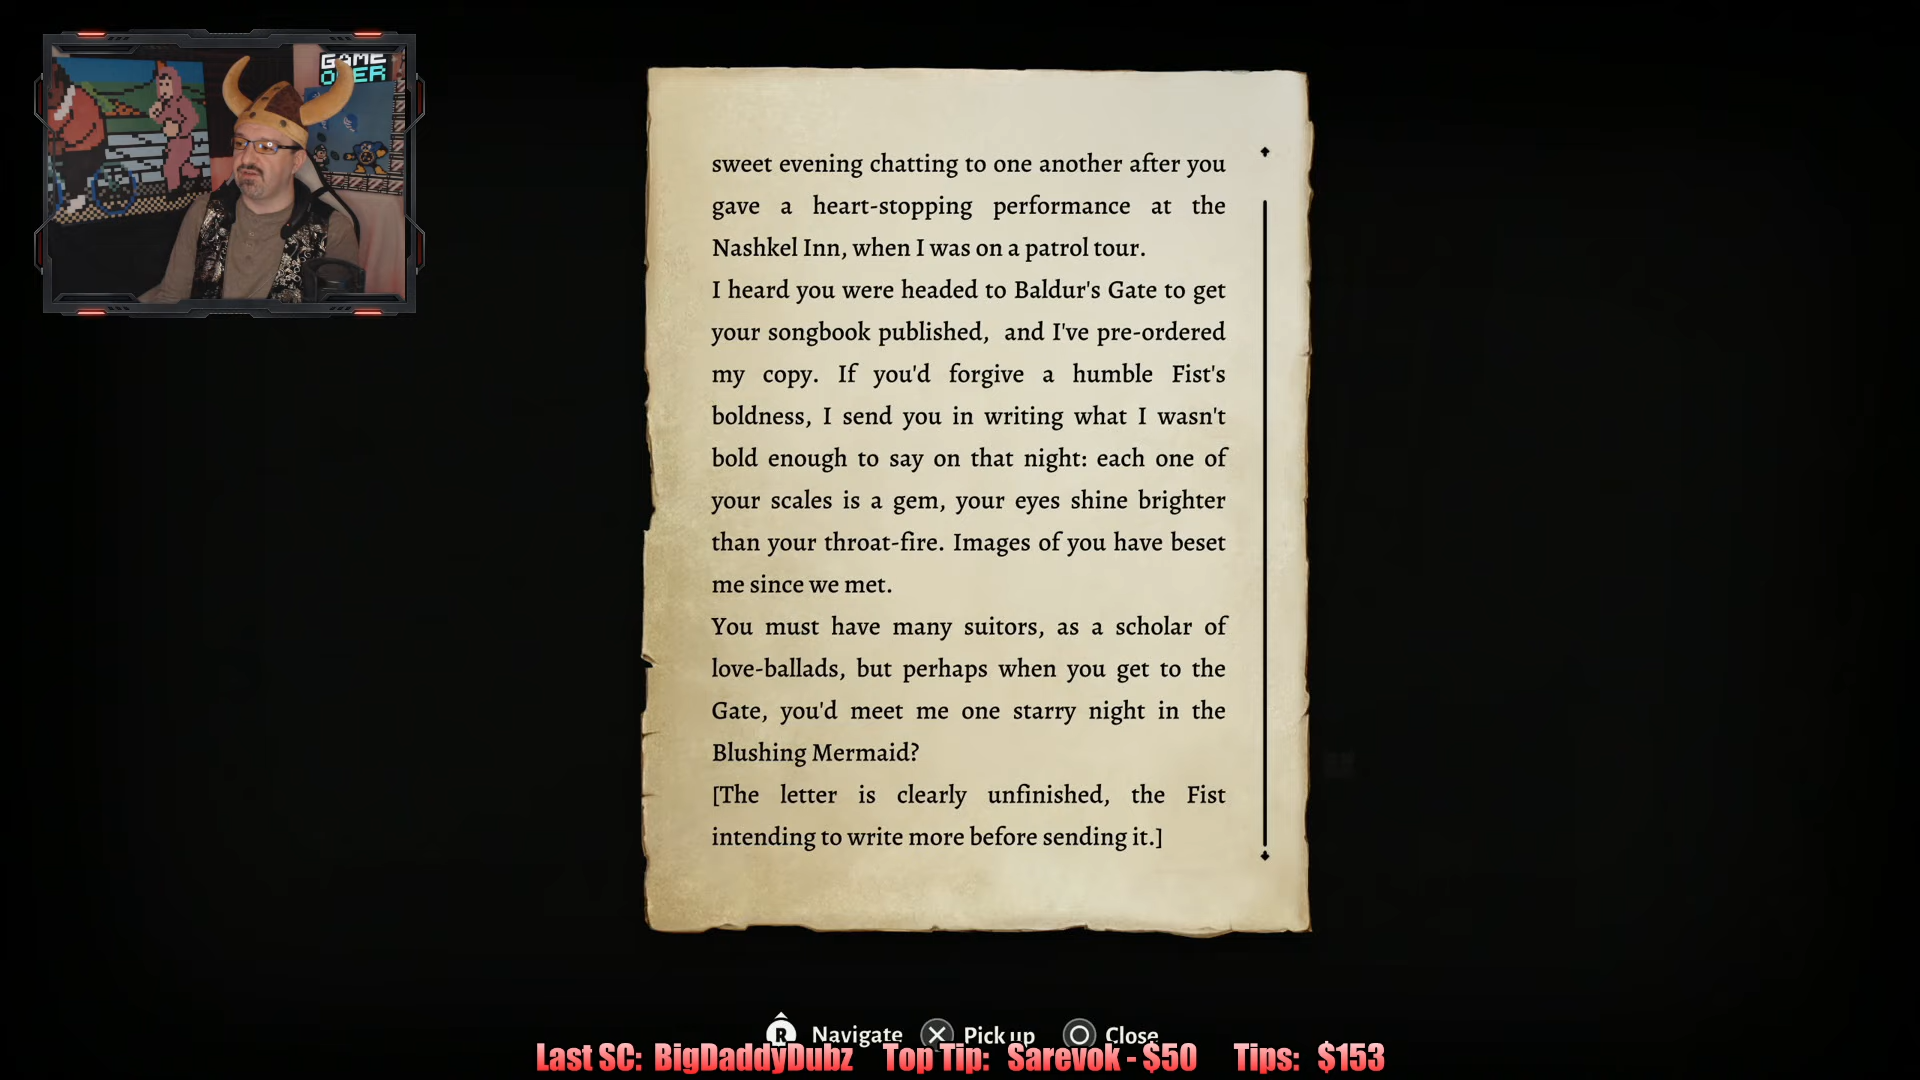 GAME
OVER
sweet evening chatting to one another after you
gave a heart-stopping performance at the
Nashkel Inn, when I was on a patrol tour.
I heard you were headed to Baldur's Gate to get
your songbook published,  and I've pre-ordered
my copy. If you'd forgive a humble Fist's
boldness, I send you in writing what I wasn't
bold enough to say on that night: each one of
your scales is a gem, your eyes shine brighter
than your throat-fire. Images of you have beset
me since we met.
You must have many suitors, as a scholar of
love-ballads, but perhaps when you get to the
Gate, you'd meet me one starry night in the
Blushing Mermaid?
[The letter is clearly unfinished, the Fist
intending to write more before sending it.]
R Navigate Pick up Close
Last SC: BigDaddyDubz Top Tip: Sarevok - $50 Tips: $153